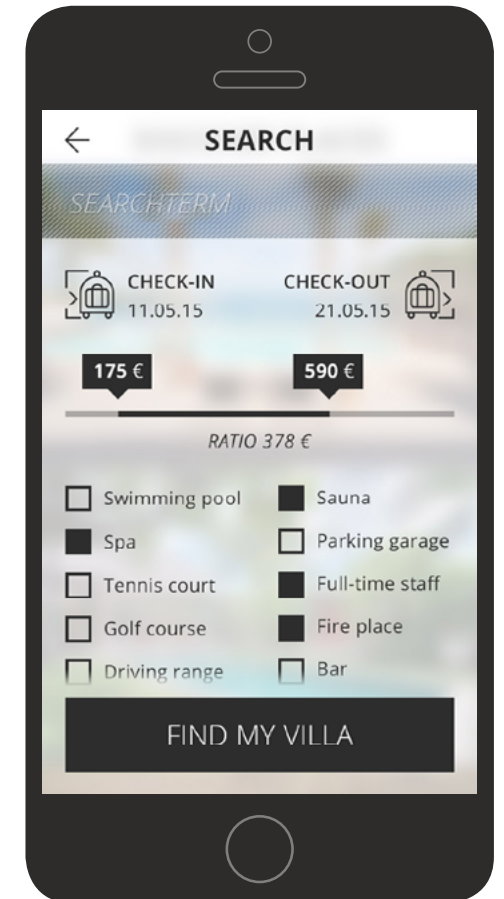 SEARCH
SEARCHTERM
CHECK-IN CHECK-OUT
11.05.15 21.05.15
175 € 590 €
RATIO 378 €
Swimming pool Sauna
Spa Parking garage
Tennis court Full-time staff
Golf course Fire place
Driving range Bar
FIND MY VILLA